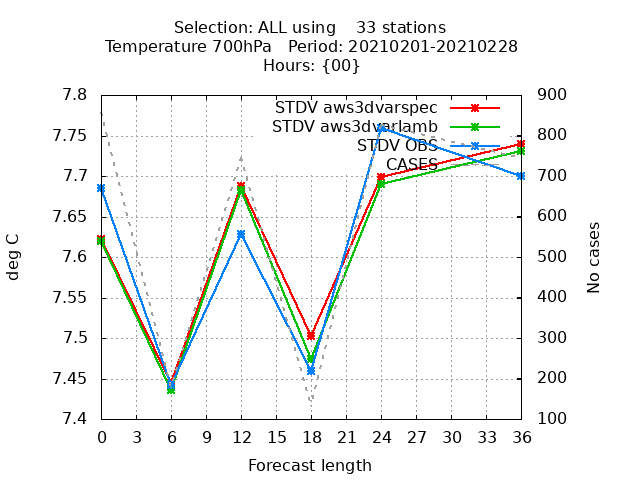 Selection: ALL using    33 stations
Temperature 700hPa   Period: 20210201-20210228
Hours: {00}
7.8
7.75
7.7
7.65
7.6
7.55
7.5
7.45
7.4
900
800
700
600
500
400
300
200
100
STDV aws3dvarspec
STDV aws3dvarlamb
STDV OBS
CASES
deg C
No cases
0 3 6 9 12 15 18 21 24 27 30 33 36
Forecast length